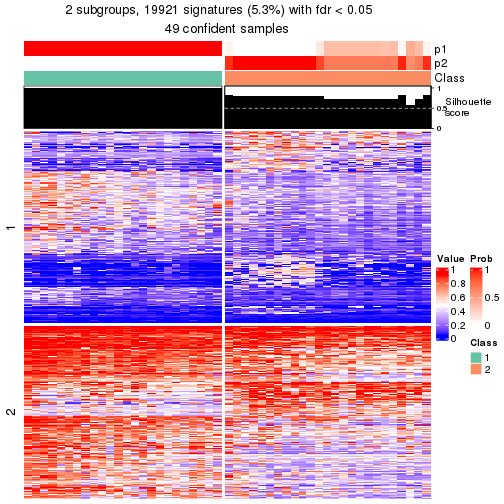 2 subgroups, 19921 signatures (5.3%) with fdr < 0.05
49 confident samples
p1
p2
Class
1
0.5
0
Silhouette
score
1
2
Value
1
0.8
0.6
0.4
0.2
0
Prob
1
0.5
0
Class
1
2